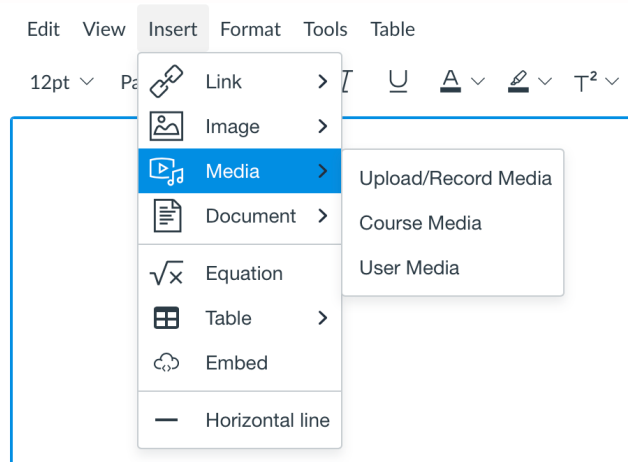 Edit View Insert Format Tools Table
12pt Pa
Link
Image
Media
Upload/Record Media
Document
Course Media
User Media
Equation
Table
Embed
Horizontal line